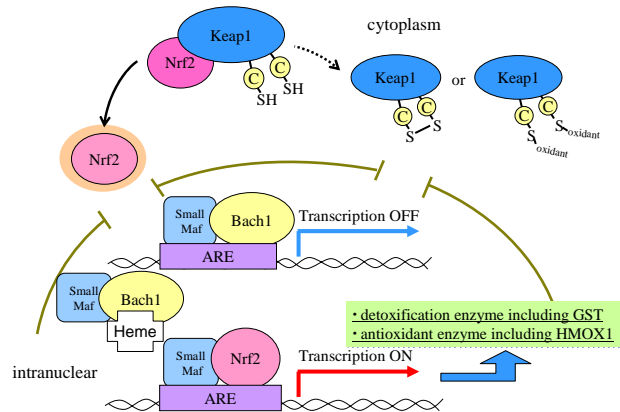 cytoplasm
Keap1
Nrf2
C
C
SH
SH
Keap1
or
Keap1
C
C
S
S
C
C
S
oxidant
S
oxidant
Nrf2
Small
Maf
Bach1
Transcription OFF
ARE
Small
Maf
Bach1
Heme
• detoxification enzyme including GST
• antioxidant enzyme including HMOX1
Small
Maf
Nrf2
Transcription ON
intranuclear
ARE